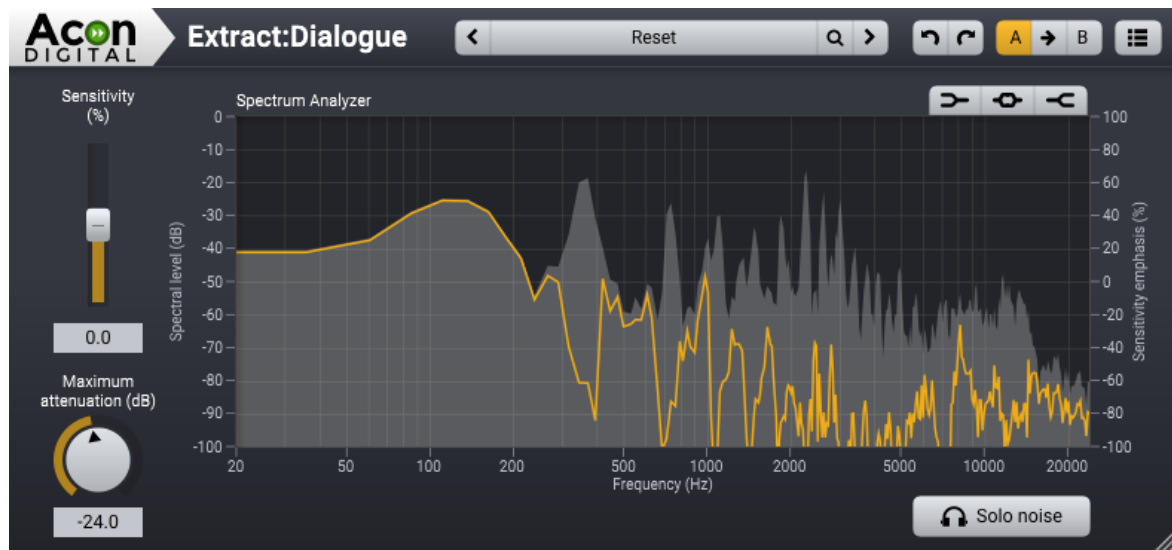 Acon
DIGITAL
Extract:Dialogue
Reset
A
B
Sensitivity
(%)
0.0
Maximum
attenuation (dB)
-24.0
Spectrum Analyzer
Spectral level (dB)
0
-10
-20
-30
-40
-50
-60
-70
-80
-90
-100
100
80
60
40
20
0
-20
-40
-60
-80
-100
Sensitivity emphasis (%)
20
50
100
200
500
1000
2000
5000
10000
20000
Frequency (Hz)
Solo noise